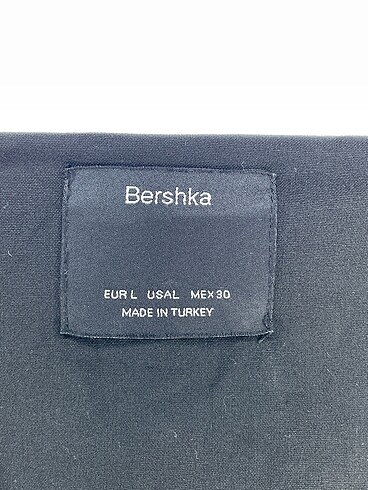 Bershka
EUR L USA L MEX 30
MADE IN TURKEY